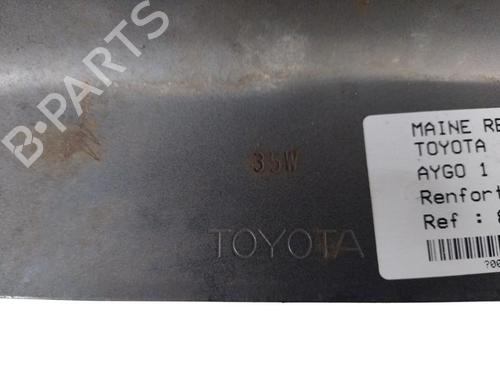 B-PARTS
35W
TOYOTA
MAINE RE
TOYOTA
AYGO 1
Renfort
Ref :